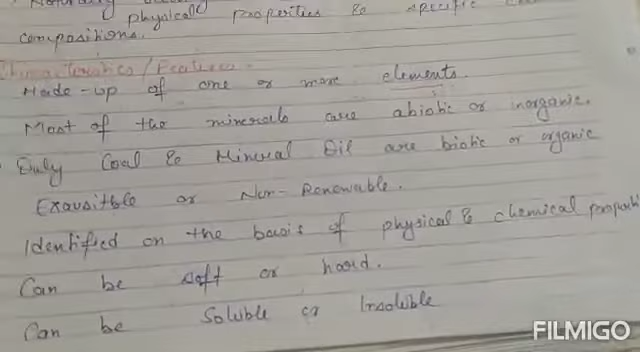 physical properties & specific
compositions.
Characteristics/Features -
Made-up of one or more elements.
Most of the minerals are abiotic or inorganic.
Only Coal & Mineral Oil are biotic or organic
Exausitble or Non-Renewable.
Identified on the basis of physical & chemical properti
Can be soft or hard.
Can be Soluble or Insoluble
FILMIGO